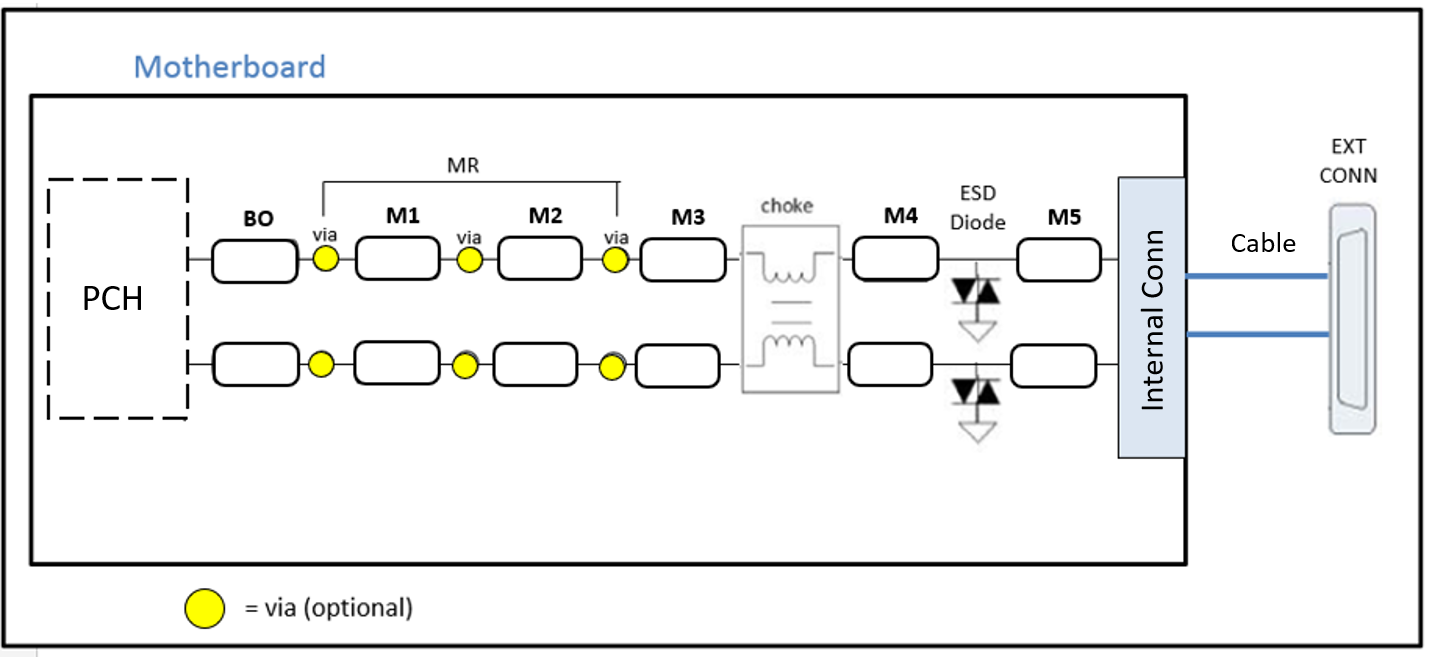 Motherboard
MR
EXT
CONN
BO
M1
M2
M3
choke
M4
ESD
Diode
M5
via
via
via
Cable
PCH
Internal Conn
= via (optional)